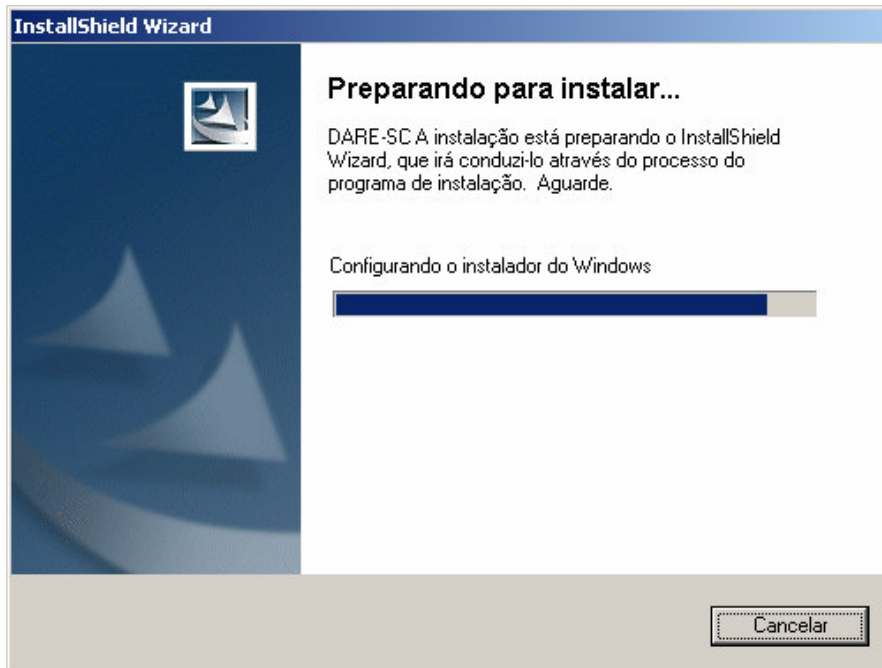 InstallShield Wizard
Preparando para instalar...
DARE-SC A instalação está preparando o InstallShield
Wizard, que irá conduzi-lo através do processo do
programa de instalação.  Aguarde.
Configurando o instalador do Windows
Cancelar